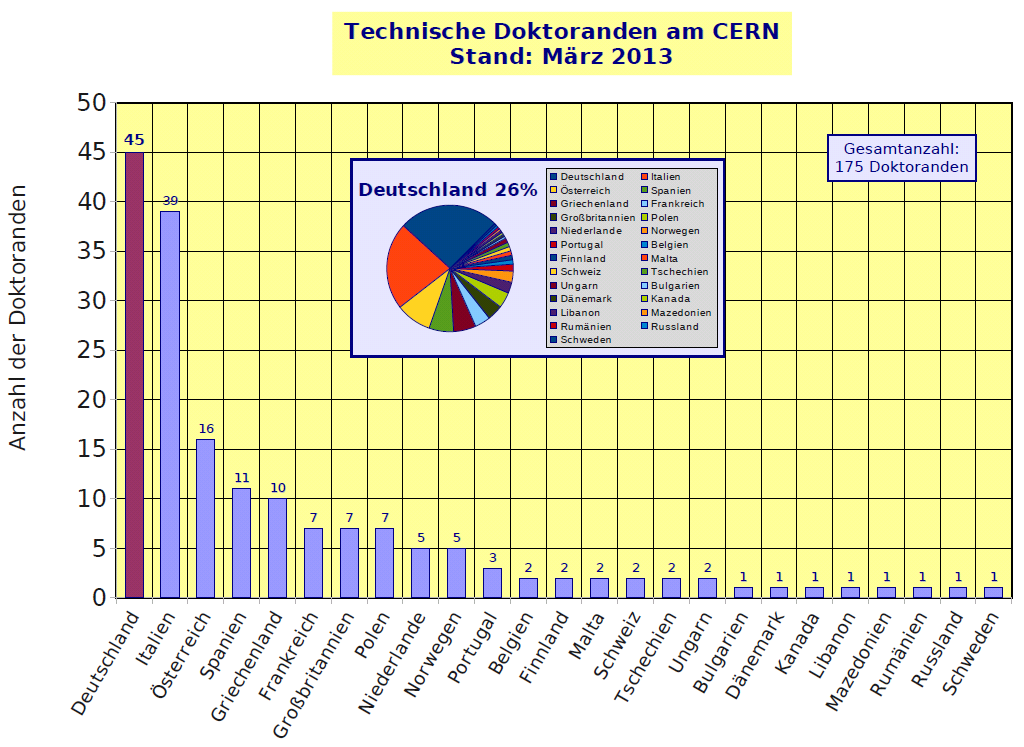 Technische Doktoranden am CERN
Stand: März 2013
Anzahl der Doktoranden
50
45
40
35
30
25
20
15
10
5
0
45
39
16
11
10
7
7
7
5
5
3
2
2
2
2
2
2
1
1
1
1
1
1
1
1
Gesamtanzahl:
175 Doktoranden
Deutschland 26%
Deutschland Italien
Österreich Spanien
Griechenland Frankreich
Großbritannien Polen
Niederlande Norwegen
Portugal Belgien
Finnland Malta
Schweiz Tschechien
Ungarn Bulgarien
Dänemark Kanada
Libanon Mazedonien
Rumänien Russland
Schweden
Deutschland
Italien
Österreich
Spanien
Griechenland
Frankreich
Großbritannien
Polen
Niederlande
Norwegen
Portugal
Belgien
Finnland
Malta
Schweiz
Tschechien
Ungarn
Bulgarien
Dänemark
Kanada
Libanon
Mazedonien
Rumänien
Russland
Schweden